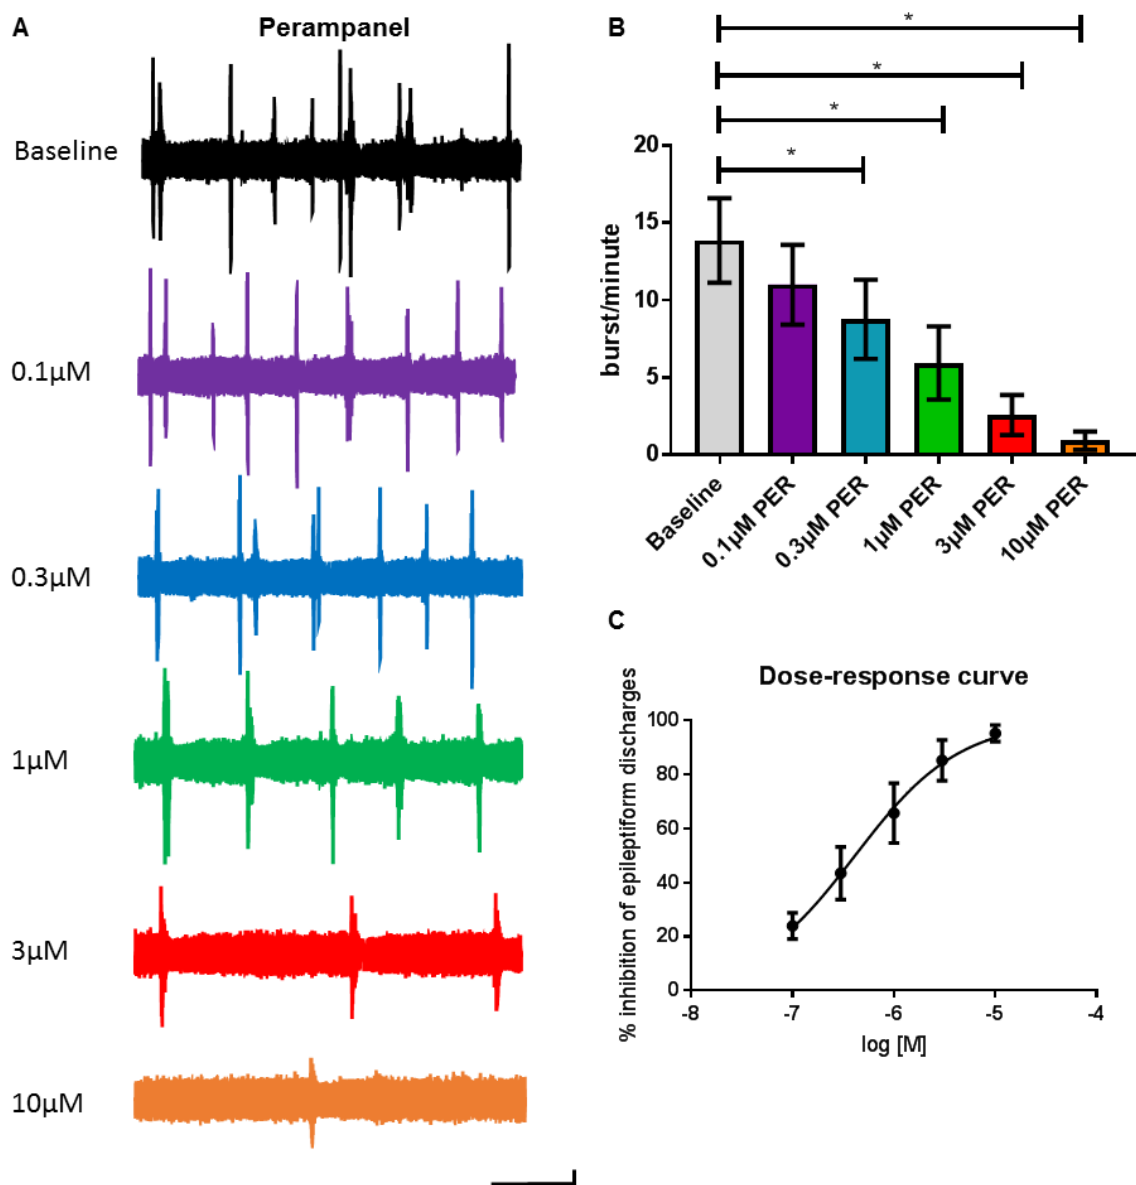 A
Perampanel
Baseline
0.1µM
0.3µM
1µM
3µM
10µM
B
*
*
*
*
20
15
10
5
0
burst/minute
Baseline
0.1µM PER
0.3µM PER
1µM PER
3µM PER
10µM PER
C
Dose-response curve
% inhibition of epileptiform discharges
100
80
60
40
20
0
-8
-7
-6
-5
-4
log [M]